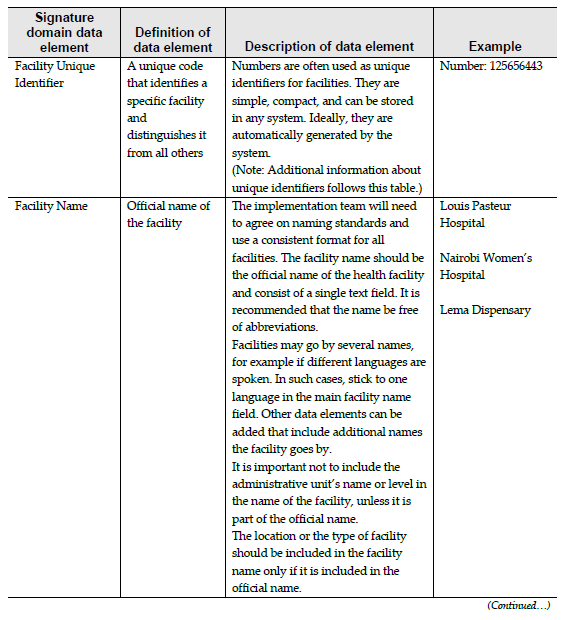 Signature
domain data
element
Definition of
data element
Description of data element
Example
Facility Unique
Identifier
A unique code
that identifies a
specific facility
and
distinguishes it
from all others
Numbers are often used as unique
identifiers for facilities. They are
simple, compact, and can be stored
in any system. Ideally, they are
automatically generated by the
system.
(Note: Additional information about
unique identifiers follows this table.)
Number: 125656443
Facility Name
Official name of
the facility
The implementation team will need
to agree on naming standards and
use a consistent format for all
facilities. The facility name should be
the official name of the health facility
and consist of a single text field. It is
recommended that the name be free
of abbreviations.
Facilities may go by several names,
for example if different languages are
spoken. In such cases, stick to one
language in the main facility name
field. Other data elements can be
added that include additional names
the facility goes by.
It is important not to include the
administrative unit's name or level in
the name of the facility, unless it is
part of the official name.
The location or the type of facility
should be included in the facility
name only if it is included in the
official name.
Louis Pasteur
Hospital
Nairobi Women's
Hospital
Lema Dispensary
(Continued…)